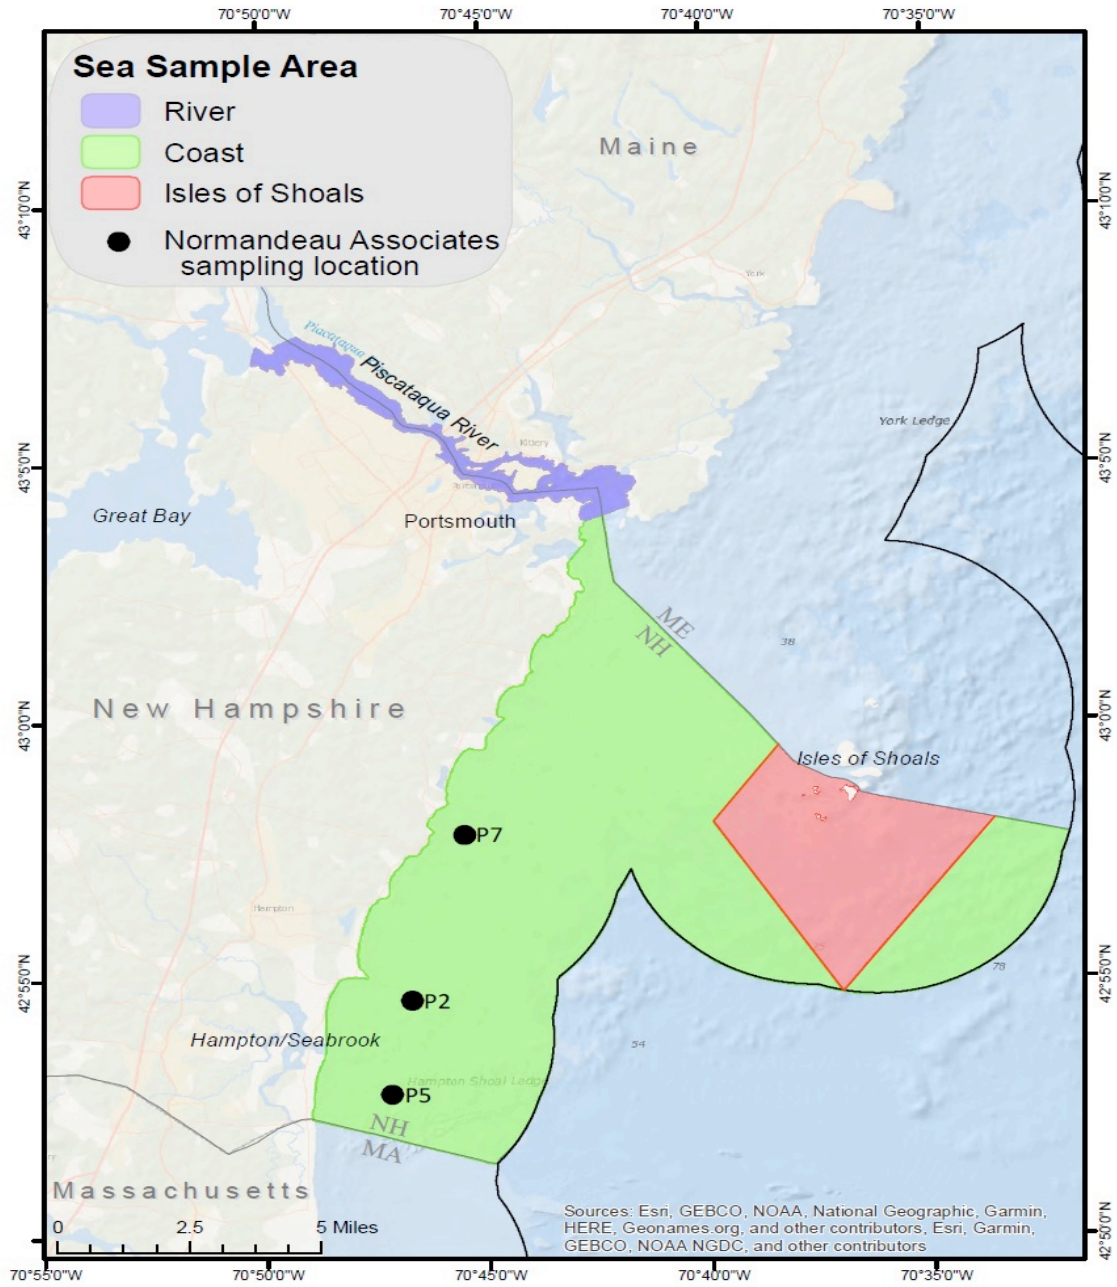 70°50'0"W 70°45'0"W 70°40'0"W 70°35'0"W
Sea Sample Area
River
Coast
Isles of Shoals
Normandeau Associates
sampling location
Maine
43°10'0"N
43°10'0"N
York
Piscataqua
Piscataqua River
York Ledge
Kittery
43°5'0"N
43°5'0"N
Great Bay
Portsmouth
ME
NH
38
New Hampshire
43°0'0"N
43°0'0"N
Isles of Shoals
P7
Hampton
42°55'0"N
42°55'0"N
78
P2
Hampton/Seabrook
54
Hampton Shoal Ledge
P5
NH
MA
Massachusetts
0 2.5 5 Miles
Sources: Esri, GEBCO, NOAA, National Geographic, Garmin,
HERE, Geonames.org, and other contributors, Esri, Garmin,
GEBCO, NOAA NGDC, and other contributors
42°50'0"N
70°55'0"W 70°50'0"W 70°45'0"W 70°40'0"W 70°35'0"W